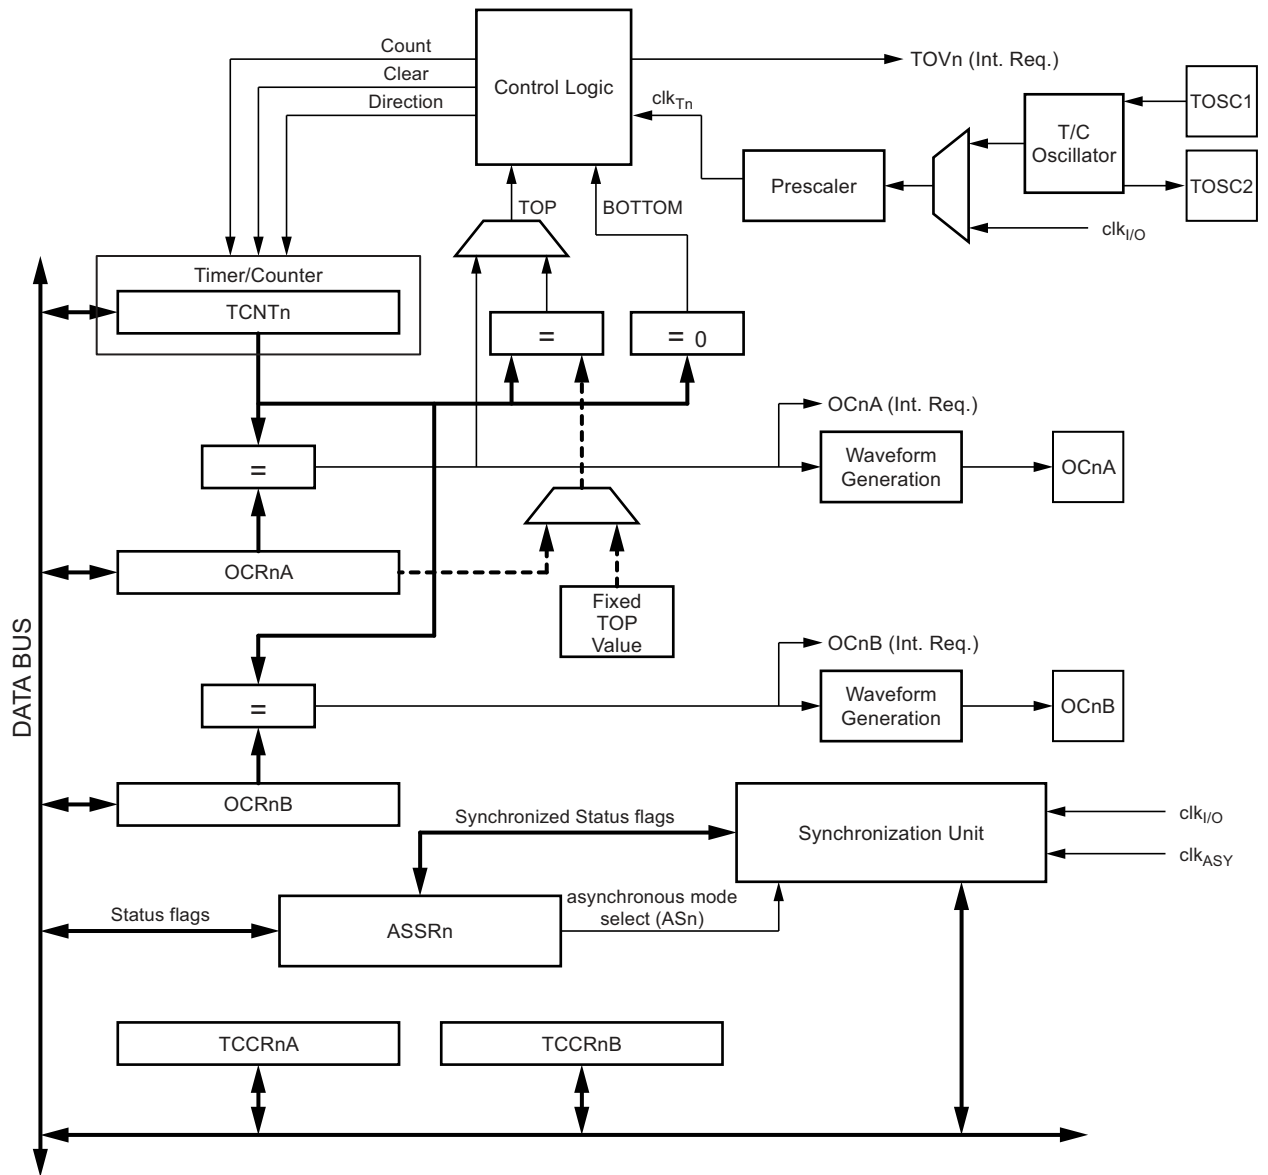 Count
Clear
Direction
Control Logic
TOVn (Int. Req.)
clkTn
TOSC1
T/C
Oscillator
Prescaler
TOSC2
clkI/O
TOP
BOTTOM
Timer/Counter
TCNTn
=
= 0
OCnA (Int. Req.)
=
Waveform
Generation
OCnA
OCRnA
Fixed
TOP
Value
DATA BUS
OCnB (Int. Req.)
=
Waveform
Generation
OCnB
OCRnB
Synchronized Status flags
Synchronization Unit
clkI/O
clkASY
Status flags
ASSRn
asynchronous mode
select (ASn)
TCCRnA
TCCRnB